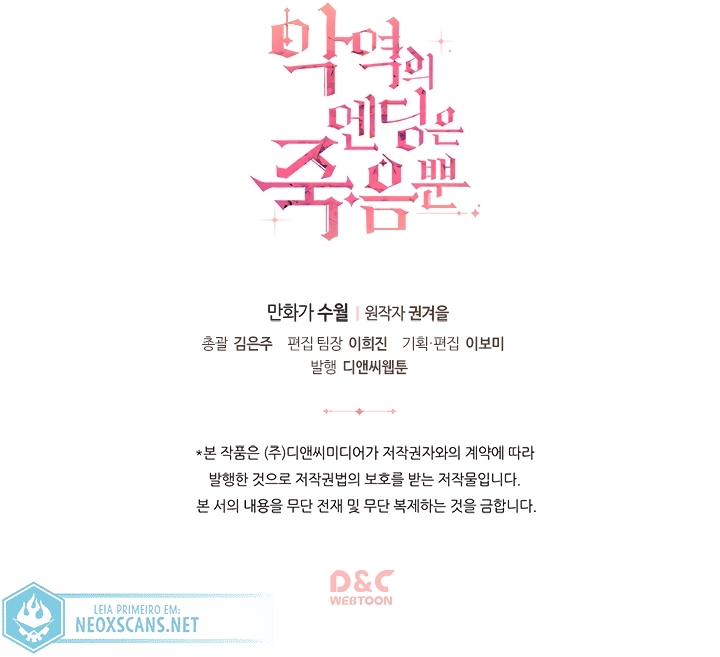 악역의
엔딩은
죽음뿐
만화가 수월 | 원작자 권겨을
총괄 김은주 편집 팀장 이희진 기획·편집 이보미
발행 디앤씨웹툰
*본 작품은 (주)디앤씨미디어가 저작권자와의 계약에 따라
발행한 것으로 저작권법의 보호를 받는 저작물입니다.
본 서의 내용을 무단 전재 및 무단 복제하는 것을 금합니다.
D&C
WEBTOON
LEIA PRIMEIRO EM:
NEOXSCANS.NET